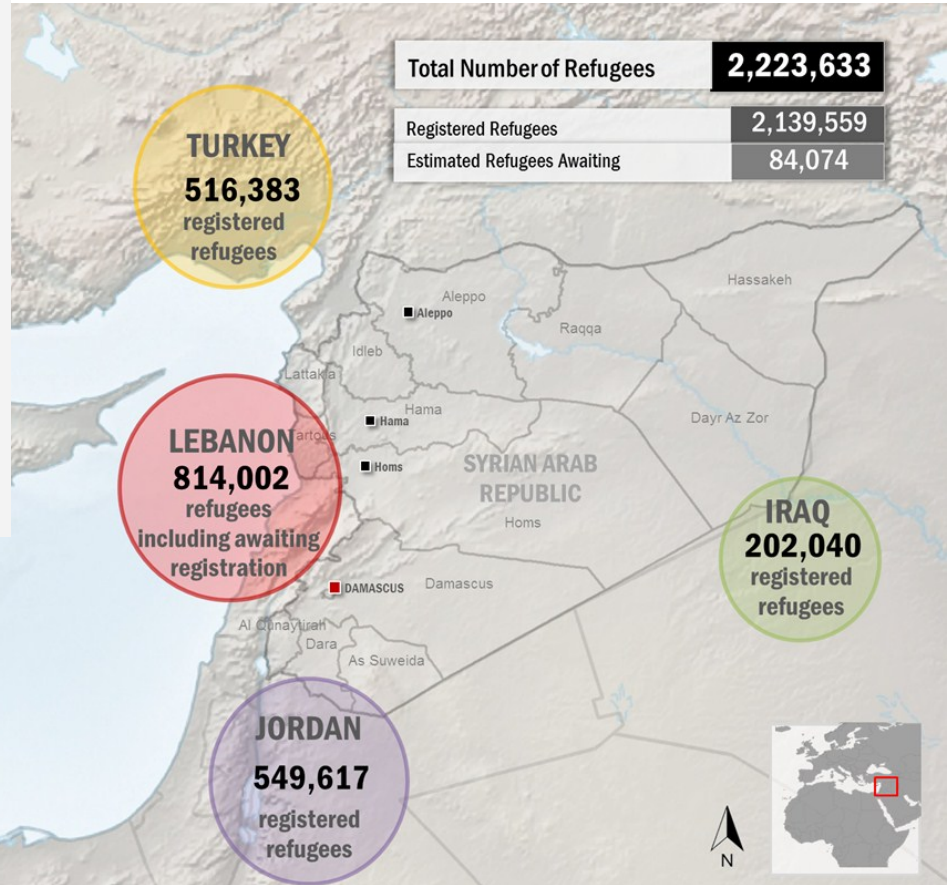 Total Number of Refugees 2,223,633
Registered Refugees 2,139,559
Estimated Refugees Awaiting 84,074
TURKEY
516,383
registered
refugees
Hassakeh
Aleppo
Aleppo
Raqqa
Idleb
Lattakia
Hama
Hama
Dayr Az Zor
Tartous
LEBANON
814,002
refugees
including awaiting
registration
Homs
SYRIAN ARAB
REPUBLIC
Homs
IRAQ
202,040
registered
refugees
DAMASCUS
Damascus
Al Qunaytirah
Dara
As Suweida
JORDAN
549,617
registered
refugees
N